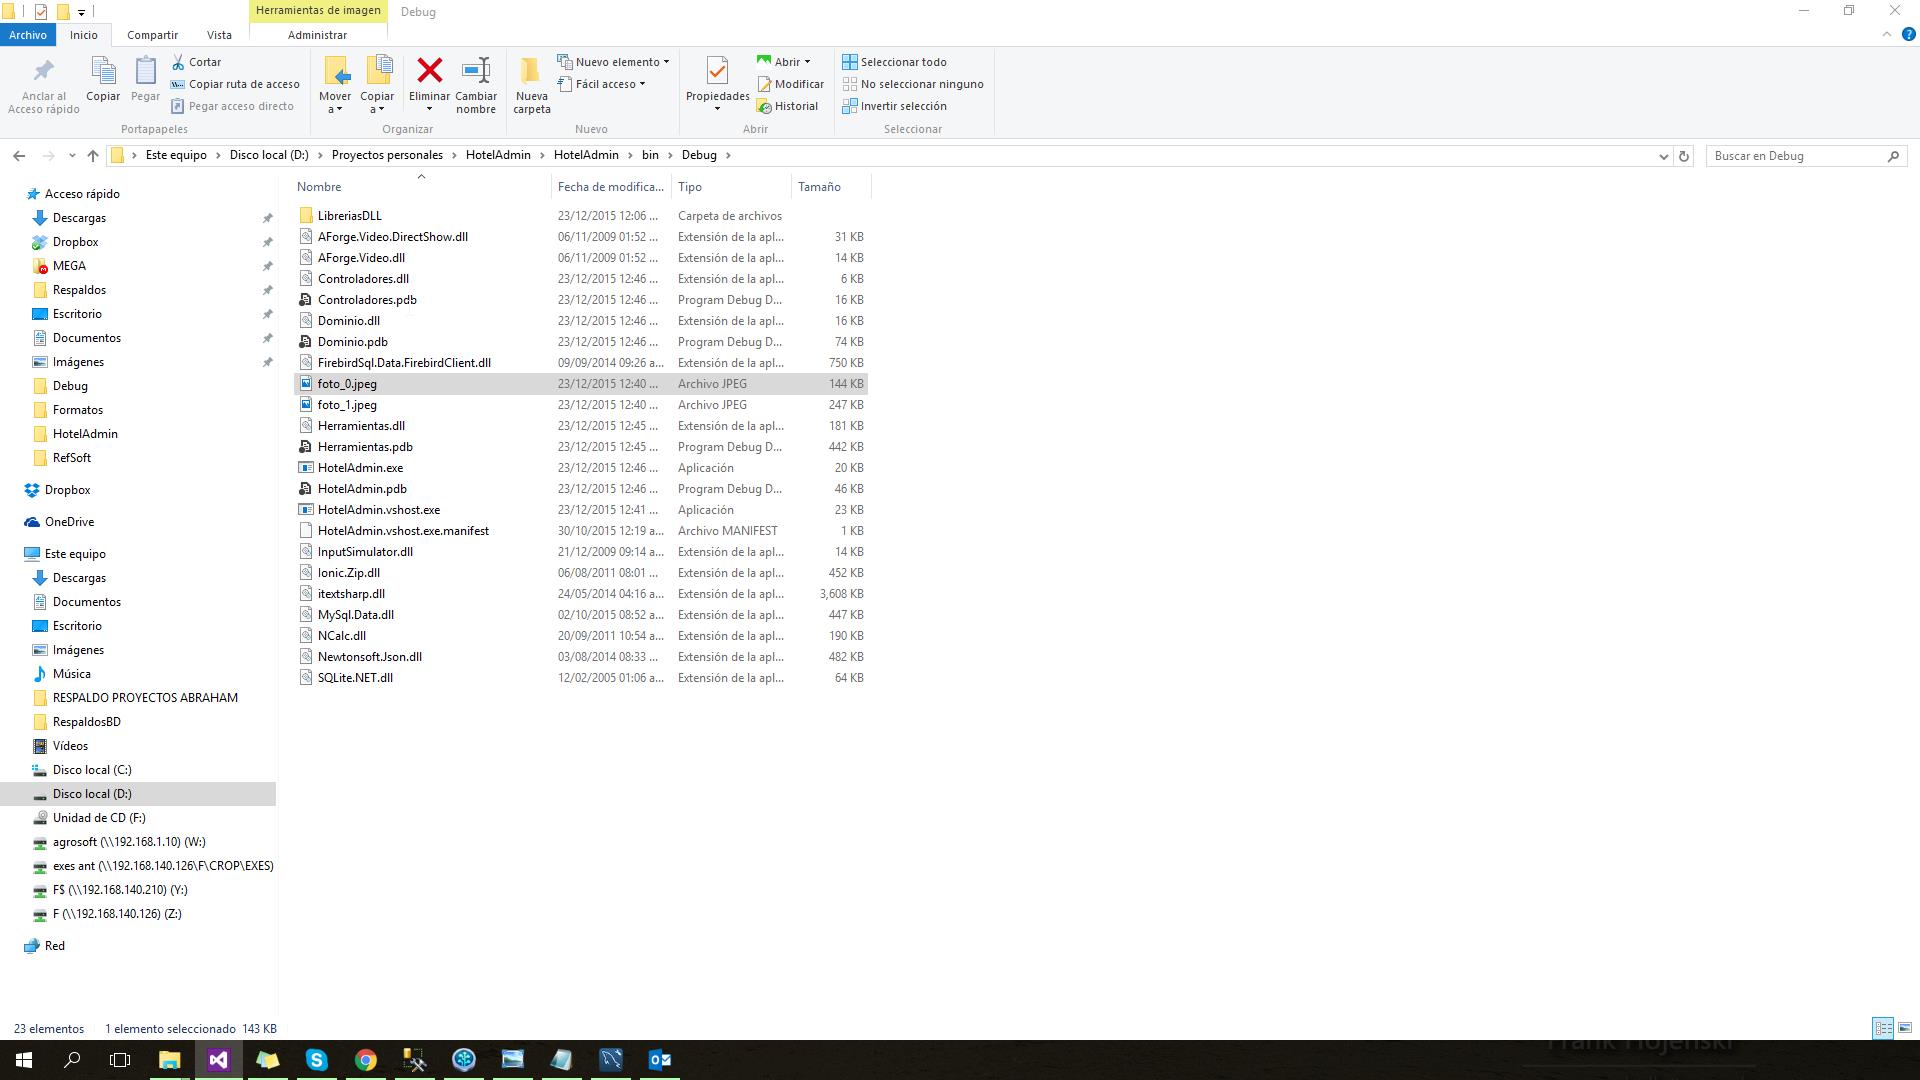 Herramientas de imagen
Debug
Archivo
Inicio
Compartir
Vista
Administrar
Anclar al Acceso rápido
Copiar
Pegar
Cortar
Copiar ruta de acceso
Pegar acceso directo
Portapapeles
Mover a
Copiar a
Eliminar
Cambiar nombre
Organizar
Nueva carpeta
Nuevo elemento
Fácil acceso
Nuevo
Propiedades
Abrir
Modificar
Historial
Abrir
Seleccionar todo
No seleccionar ninguno
Invertir selección
Seleccionar
Este equipo > Disco local (D:) > Proyectos personales > HotelAdmin > HotelAdmin > bin > Debug >
Buscar en Debug
Acceso rápido
Descargas
Dropbox
MEGA
Respaldos
Escritorio
Documentos
Imágenes
Debug
Formatos
HotelAdmin
RefSoft
Dropbox
OneDrive
Este equipo
Descargas
Documentos
Escritorio
Imágenes
Música
RESPALDO PROYECTOS ABRAHAM
RespaldosBD
Vídeos
Disco local (C:)
Disco local (D:)
Unidad de CD (F:)
agrosoft (\\192.168.1.10) (W:)
exes ant (\\192.168.140.126\F\CROP\EXES)
F$ (\\192.168.140.210) (Y:)
F (\\192.168.140.126) (Z:)
Red
Nombre Fecha de modifica... Tipo Tamaño
LibreriasDLL 23/12/2015 12:06 ... Carpeta de archivos
AForge.Video.DirectShow.dll 06/11/2009 01:52 ... Extensión de la apl... 31 KB
AForge.Video.dll 06/11/2009 01:52 ... Extensión de la apl... 14 KB
Controladores.dll 23/12/2015 12:46 ... Extensión de la apl... 6 KB
Controladores.pdb 23/12/2015 12:46 ... Program Debug D... 16 KB
Dominio.dll 23/12/2015 12:46 ... Extensión de la apl... 16 KB
Dominio.pdb 23/12/2015 12:46 ... Program Debug D... 74 KB
FirebirdSql.Data.FirebirdClient.dll 09/09/2014 09:26 a... Extensión de la apl... 750 KB
foto_0.jpeg 23/12/2015 12:40 ... Archivo JPEG 144 KB
foto_1.jpeg 23/12/2015 12:40 ... Archivo JPEG 247 KB
Herramientas.dll 23/12/2015 12:45 ... Extensión de la apl... 181 KB
Herramientas.pdb 23/12/2015 12:45 ... Program Debug D... 442 KB
HotelAdmin.exe 23/12/2015 12:46 ... Aplicación 20 KB
HotelAdmin.pdb 23/12/2015 12:46 ... Program Debug D... 46 KB
HotelAdmin.vshost.exe 23/12/2015 12:41 ... Aplicación 23 KB
HotelAdmin.vshost.exe.manifest 30/10/2015 12:19 a... Archivo MANIFEST 1 KB
InputSimulator.dll 21/12/2009 09:14 a... Extensión de la apl... 14 KB
Ionic.Zip.dll 06/08/2011 08:01 ... Extensión de la apl... 452 KB
itextsharp.dll 24/05/2014 04:16 a... Extensión de la apl... 3,608 KB
MySql.Data.dll 02/10/2015 08:52 a... Extensión de la apl... 447 KB
NCalc.dll 20/09/2011 10:54 a... Extensión de la apl... 190 KB
Newtonsoft.Json.dll 03/08/2014 08:33 ... Extensión de la apl... 482 KB
SQLite.NET.dll 12/02/2005 01:06 a... Extensión de la apl... 64 KB
23 elementos 1 elemento seleccionado 143 KB